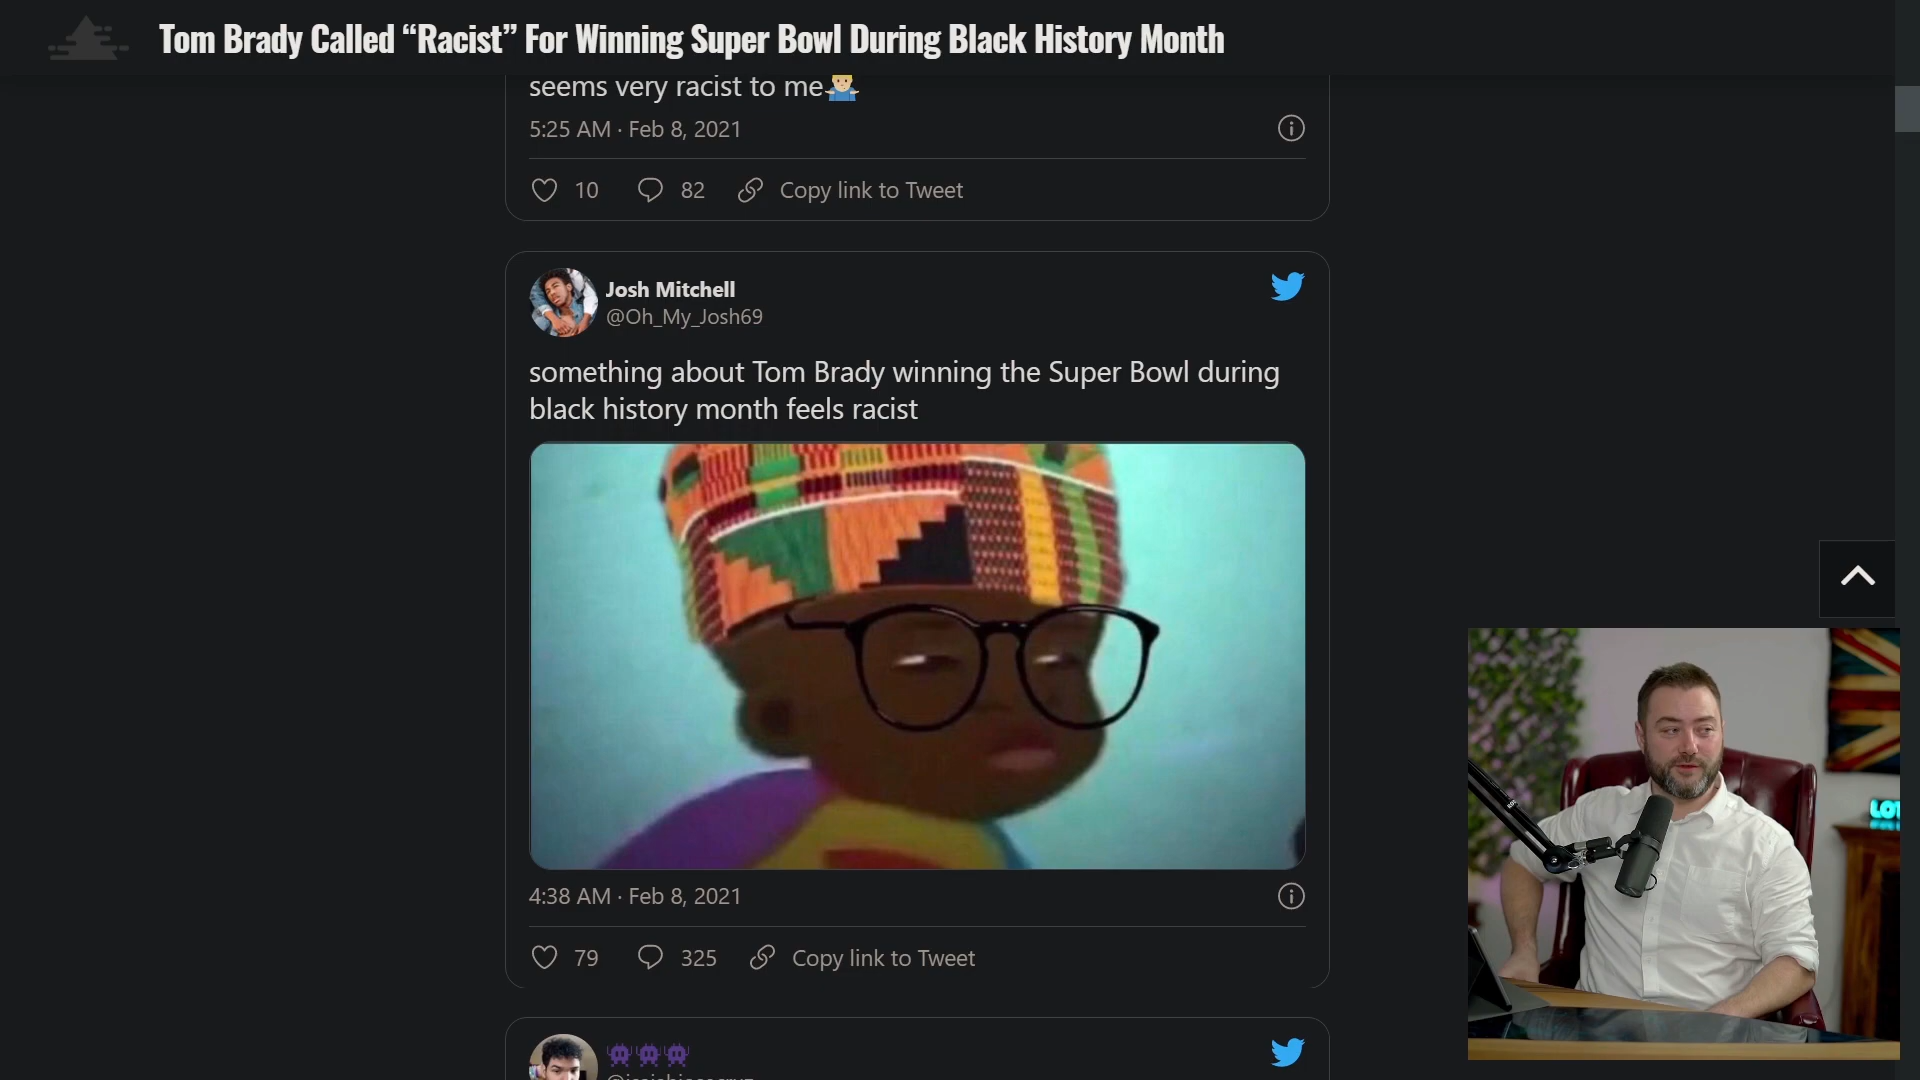 Tom Brady Called “Racist” For Winning Super Bowl During Black History Month
seems very racist to me🤷🏼‍♂️
5:25 AM · Feb 8, 2021
10 82 Copy link to Tweet
Josh Mitchell
@Oh_My_Josh69
something about Tom Brady winning the Super Bowl during
black history month feels racist
4:38 AM · Feb 8, 2021
79 325 Copy link to Tweet